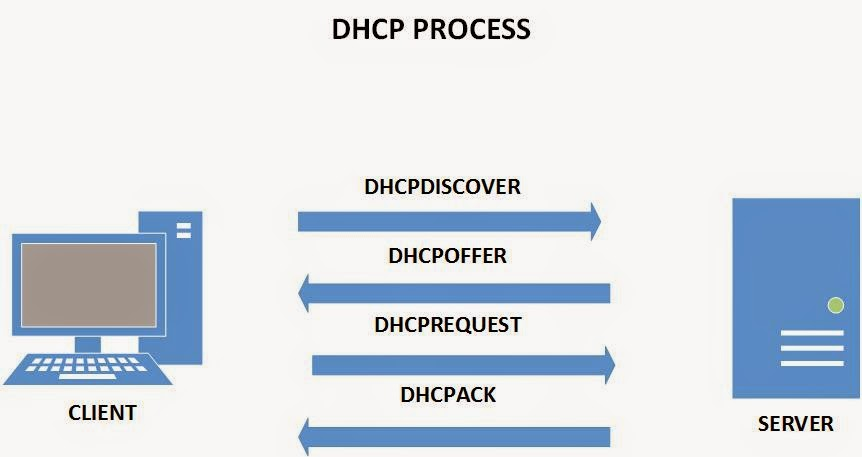 DHCP PROCESS
DHCPDISCOVER
DHCPOFFER
DHCPREQUEST
DHCPACK
CLIENT
SERVER